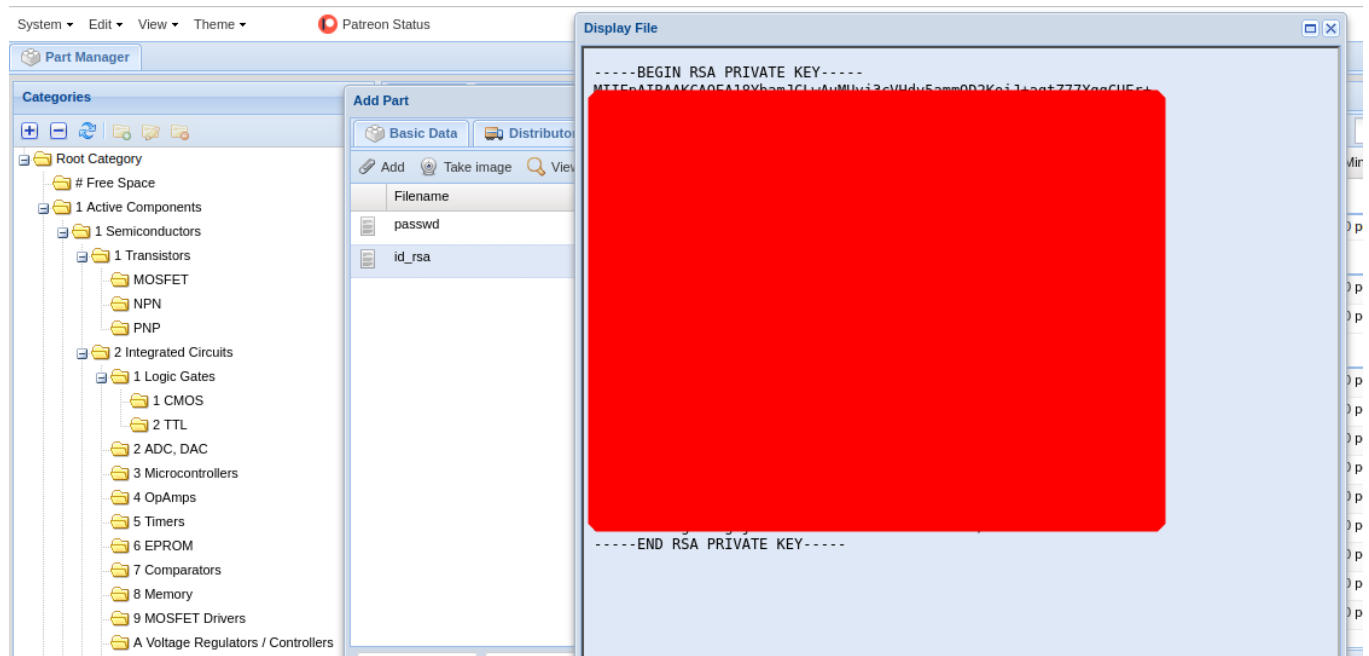 System Edit View Theme Patreon Status
Part Manager
Categories
Root Category
# Free Space
1 Active Components
1 Semiconductors
1 Transistors
MOSFET
NPN
PNP
2 Integrated Circuits
1 Logic Gates
1 CMOS
2 TTL
2 ADC, DAC
3 Microcontrollers
4 OpAmps
5 Timers
6 EPROM
7 Comparators
8 Memory
9 MOSFET Drivers
A Voltage Regulators / Controllers
Add Part
Basic Data Distributo
Add Take image View
Filename
passwd
id_rsa
Display File
-----BEGIN RSA PRIVATE KEY-----
-----END RSA PRIVATE KEY-----